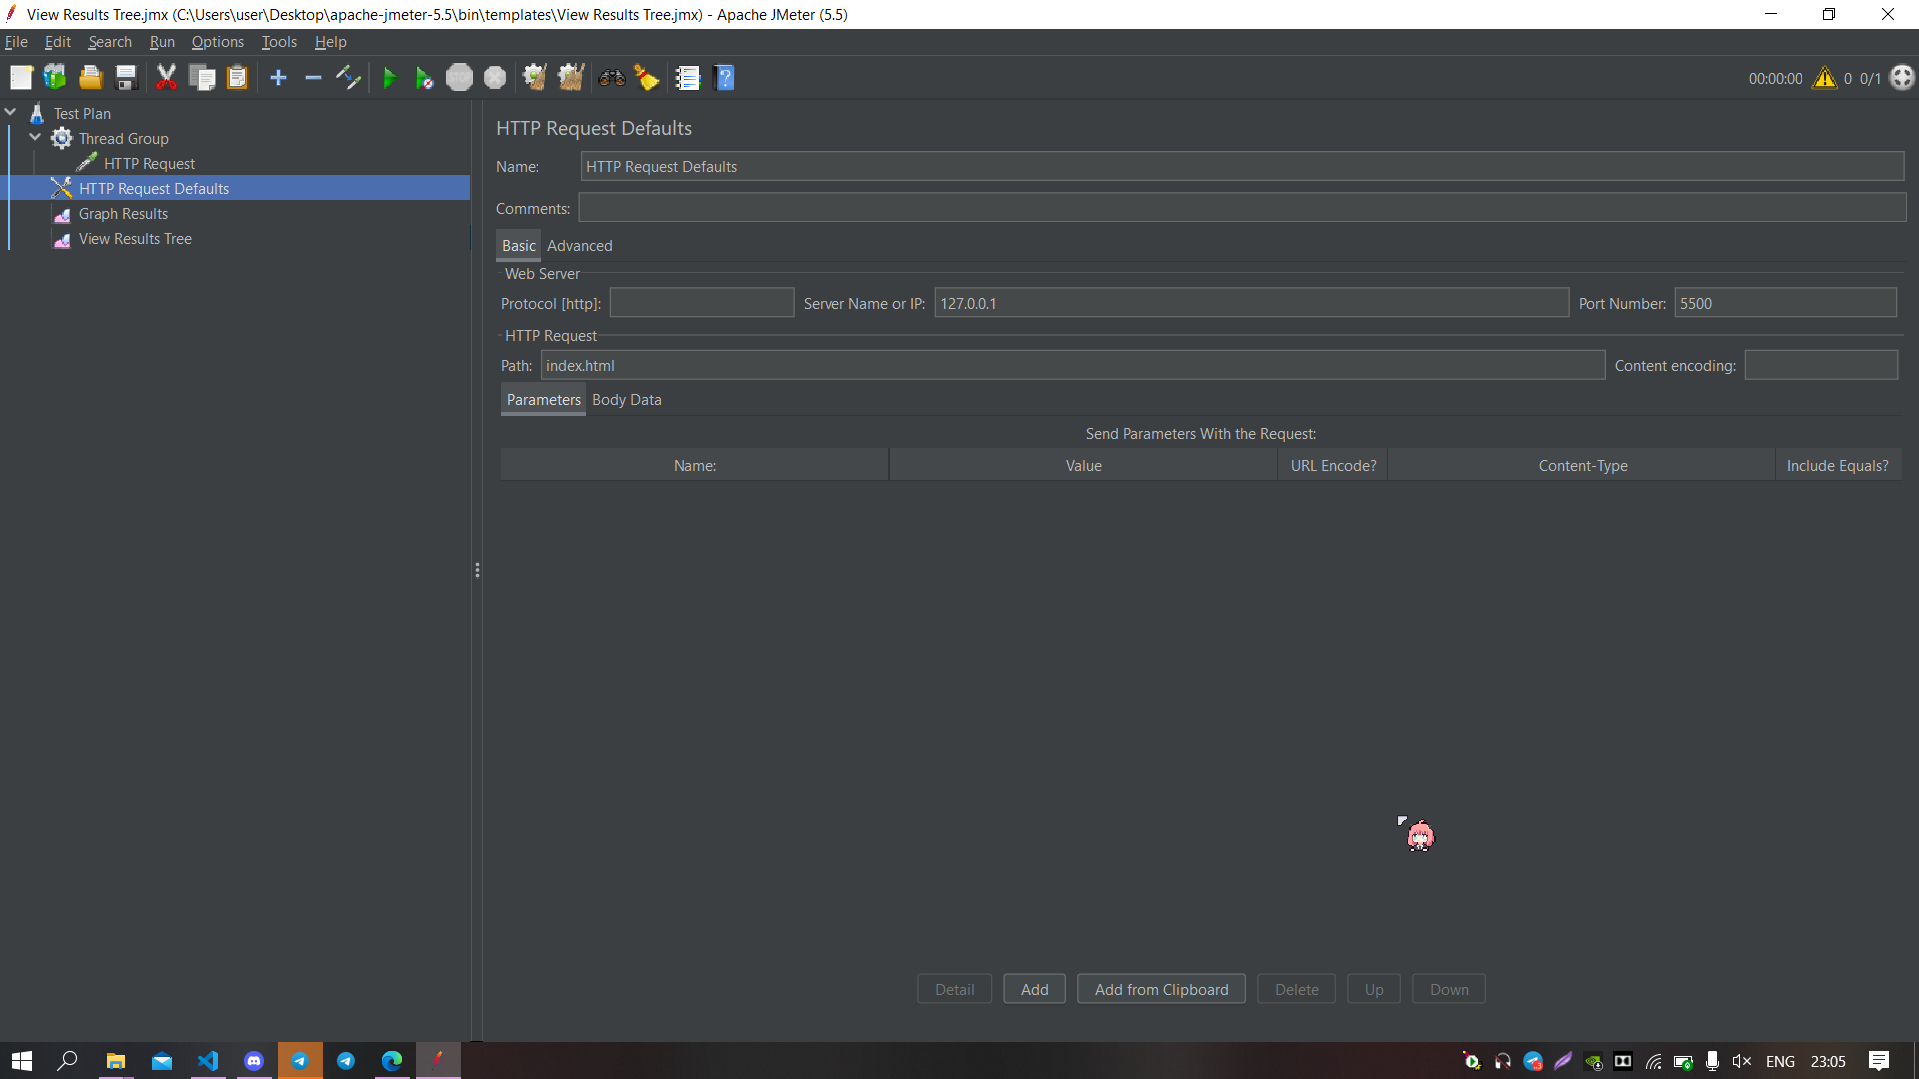 View Results Tree.jmx (C:\Users\user\Desktop\apache-jmeter-5.5\bin\templates\View Results Tree.jmx) - Apache JMeter (5.5)
File Edit Search Run Options Tools Help
STOP 00:00:00 0 0/1
Test Plan
Thread Group
HTTP Request
HTTP Request Defaults
Graph Results
View Results Tree
HTTP Request Defaults
Name: HTTP Request Defaults
Comments:
Basic Advanced
Web Server
Protocol [http]: Server Name or IP: 127.0.0.1 Port Number: 5500
HTTP Request
Path: index.html Content encoding:
Parameters Body Data
Send Parameters With the Request:
Name: Value URL Encode? Content-Type Include Equals?
Detail Add Add from Clipboard Delete Up Down
ENG 23:05